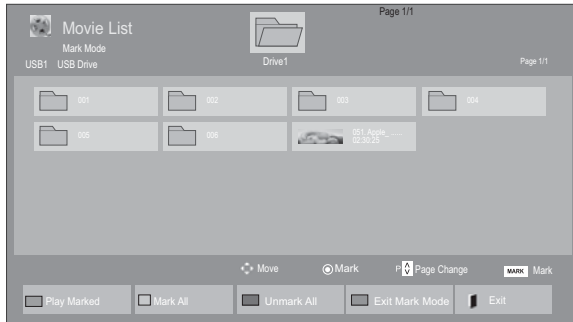 Page 1/1
Movie List
Mark Mode
USB1 USB Drive
Drive1
Page 1/1
001 002 003 004
005 006 051. Apple_ ......
02:30:25
Move Mark P Page Change MARK Mark
Play Marked Mark All Unmark All Exit Mark Mode Exit